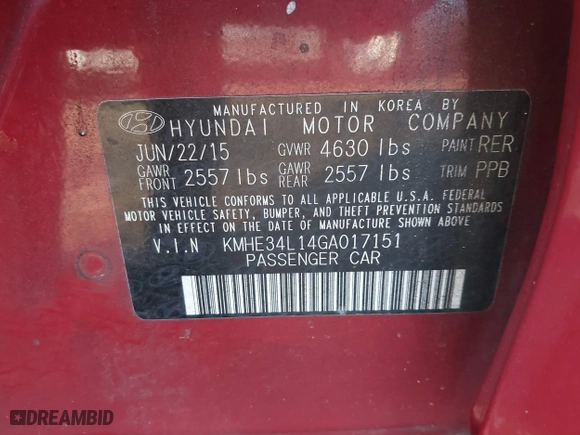 MANUFACTURED IN KOREA BY
HYUNDAI MOTOR COMPANY
JUN/22/15 GVWR 4630 lbs PAINT RER
GAWR FRONT 2557 lbs GAWR REAR 2557 lbs TRIM PPB
THIS VEHICLE CONFORMS TO ALL APPLICABLE U.S.A. FEDERAL
MOTOR VEHICLE SAFETY, BUMPER, AND THEFT PREVENTION STANDARDS
IN EFFECT ON THE DATE OF MANUFACTURE SHOWN ABOVE.
V.I.N KMHE34L14GA017151
PASSENGER CAR
DREAMBID